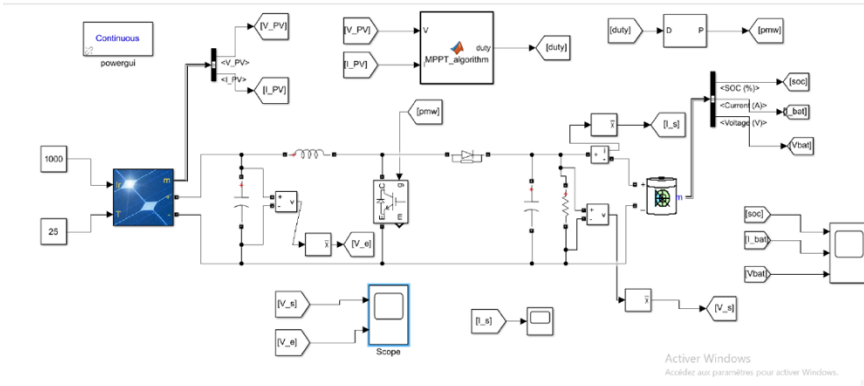 Continuous
powergui
[V_PV]
<V_PV>
<I_PV>
[I_PV]
[V_PV]
[I_PV]
V
I
duty
MPPT_algorithm
[duty]
[duty]
D
P
[pmw]
<SOC (%)>
<Current (A)>
<Voltage (V)>
[soc]
[I_bat]
[Vbat]
1000
25
Ir
T
m
+
-
[pmw]
C
g
E
m
+
-
v
x
[V_e]
+
i
-
x
[I_s]
+
-
v
x
[V_s]
+
-
m
[soc]
[I_bat]
[Vbat]
[V_s]
[V_e]
Scope
[I_s]
Activer Windows
Accédez aux paramètres pour activer Windows.